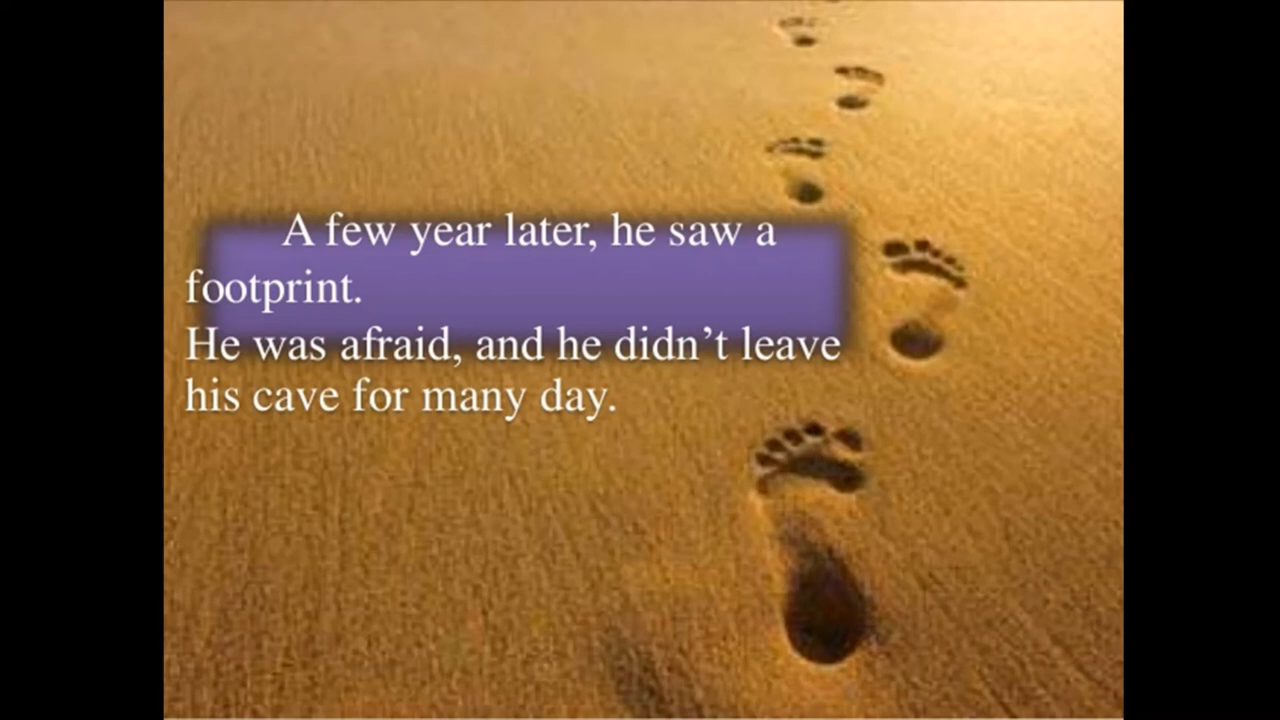 A few year later, he saw a
footprint.
He was afraid, and he didn’t leave
his cave for many day.